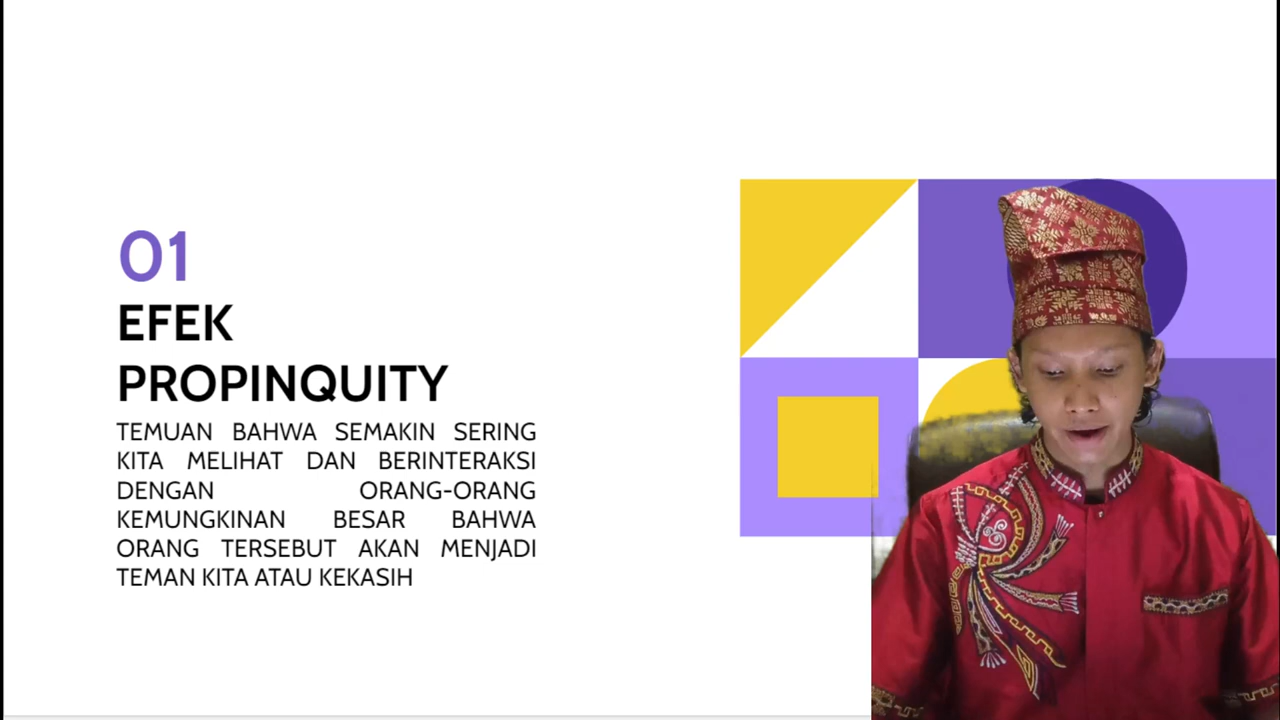 01
EFEK
PROPINQUITY
TEMUAN BAHWA SEMAKIN SERING
KITA MELIHAT DAN BERINTERAKSI
DENGAN ORANG-ORANG
KEMUNGKINAN BESAR BAHWA
ORANG TERSEBUT AKAN MENJADI
TEMAN KITA ATAU KEKASIH